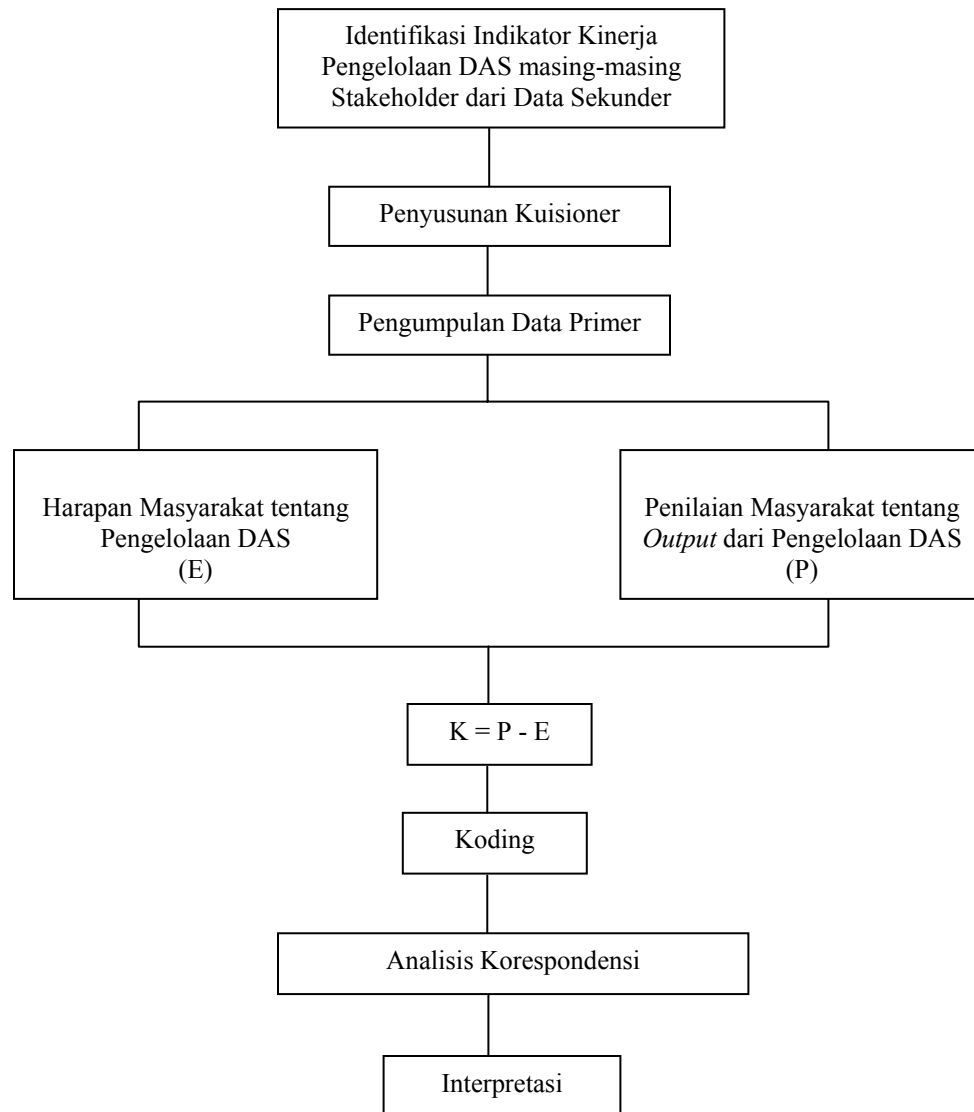 Identifikasi Indikator Kinerja
Pengelolaan DAS masing-masing
Stakeholder dari Data Sekunder
Penyusunan Kuisioner
Pengumpulan Data Primer
Harapan Masyarakat tentang
Pengelolaan DAS
(E)
Penilaian Masyarakat tentang
Output dari Pengelolaan DAS
(P)
K = P - E
Koding
Analisis Korespondensi
Interpretasi